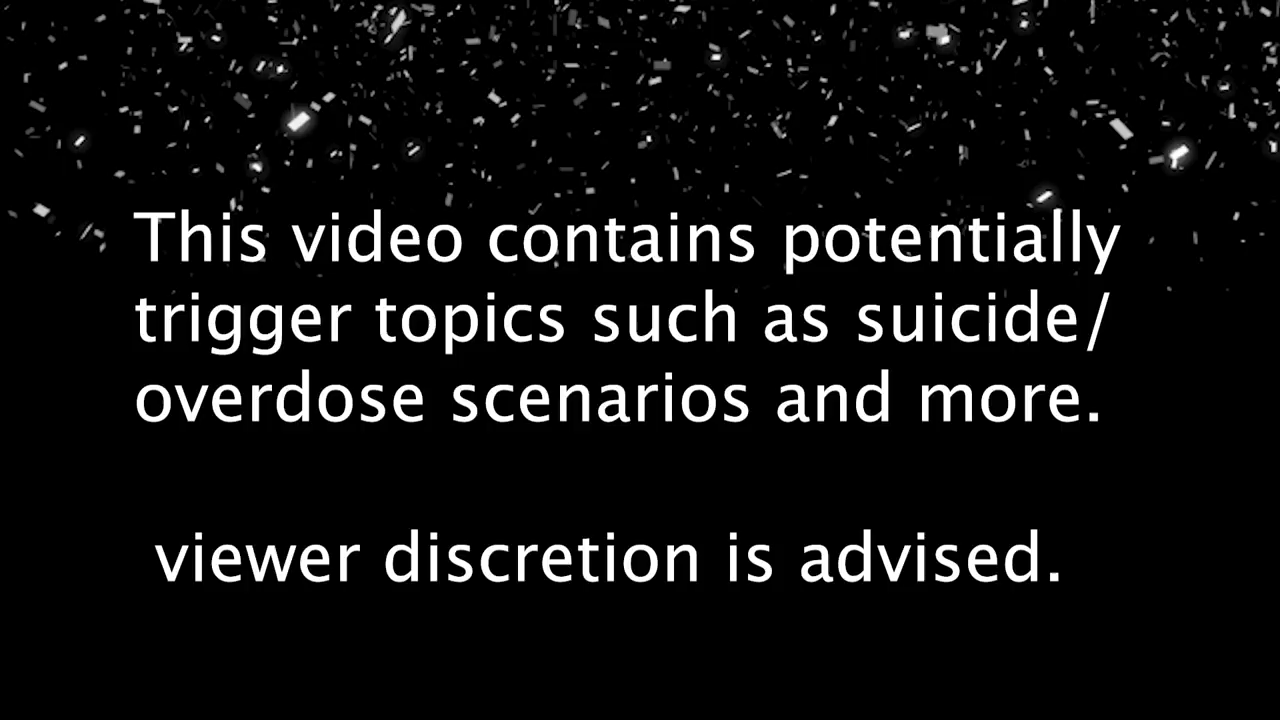 This video contains potentially
trigger topics such as suicide/
overdose scenarios and more.
viewer discretion is advised.